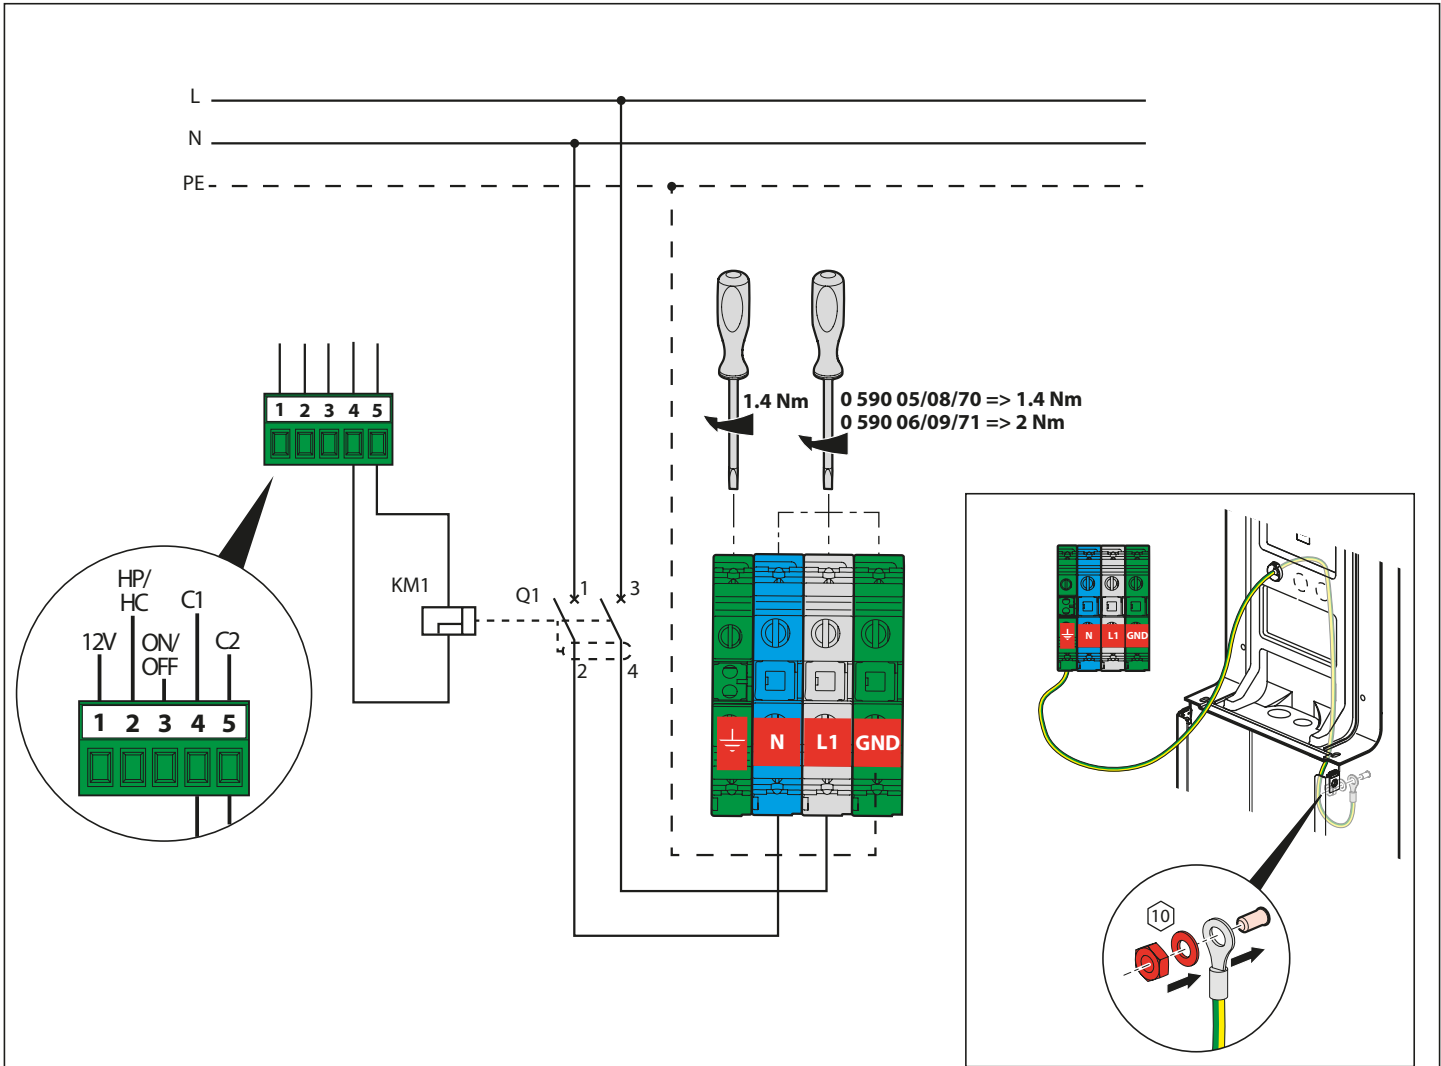 L
N
PE
1.4 Nm
0 590 05/08/70 => 1.4 Nm
0 590 06/09/71 => 2 Nm
1 2 3 4 5
KM1
Q1
1
3
2
4
HP/
HC
C1
12V
ON/
OFF
C2
1 2 3 4 5
N L1 GND
N L1 GND
10